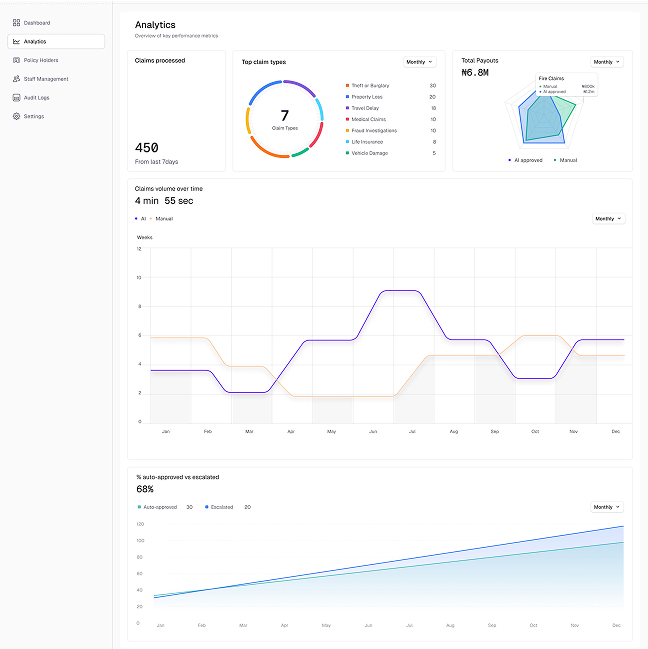 Dashboard
Analytics
Policy Holders
Staff Management
Audit Logs
Settings
Analytics
Overview of key performance metrics
Claims processed
450
From last 7days
Top claim types
Monthly
7
Claim Types
Theft or Burglary 30
Property Loss 20
Travel Delay 18
Medical Claims 10
Fraud Investigations 10
Life Insurance 8
Vehicle Damage 5
Total Payouts
Monthly
₦6.8M
Fire Claims
Manual ₦800k
AI approved ₦1.2m
AI approved Manual
Claims volume over time
4 min 55 sec
AI Manual
Monthly
Weeks
12
10
8
6
4
2
0
Jan Feb Mar Apr May Jun Jul Aug Sep Oct Nov Dec
% auto-approved vs escalated
68%
Auto-approved 30 Escalated 20
Monthly
120
100
80
60
40
20
0
Jan Feb Mar Apr May Jun Jul Aug Sep Oct Nov Dec